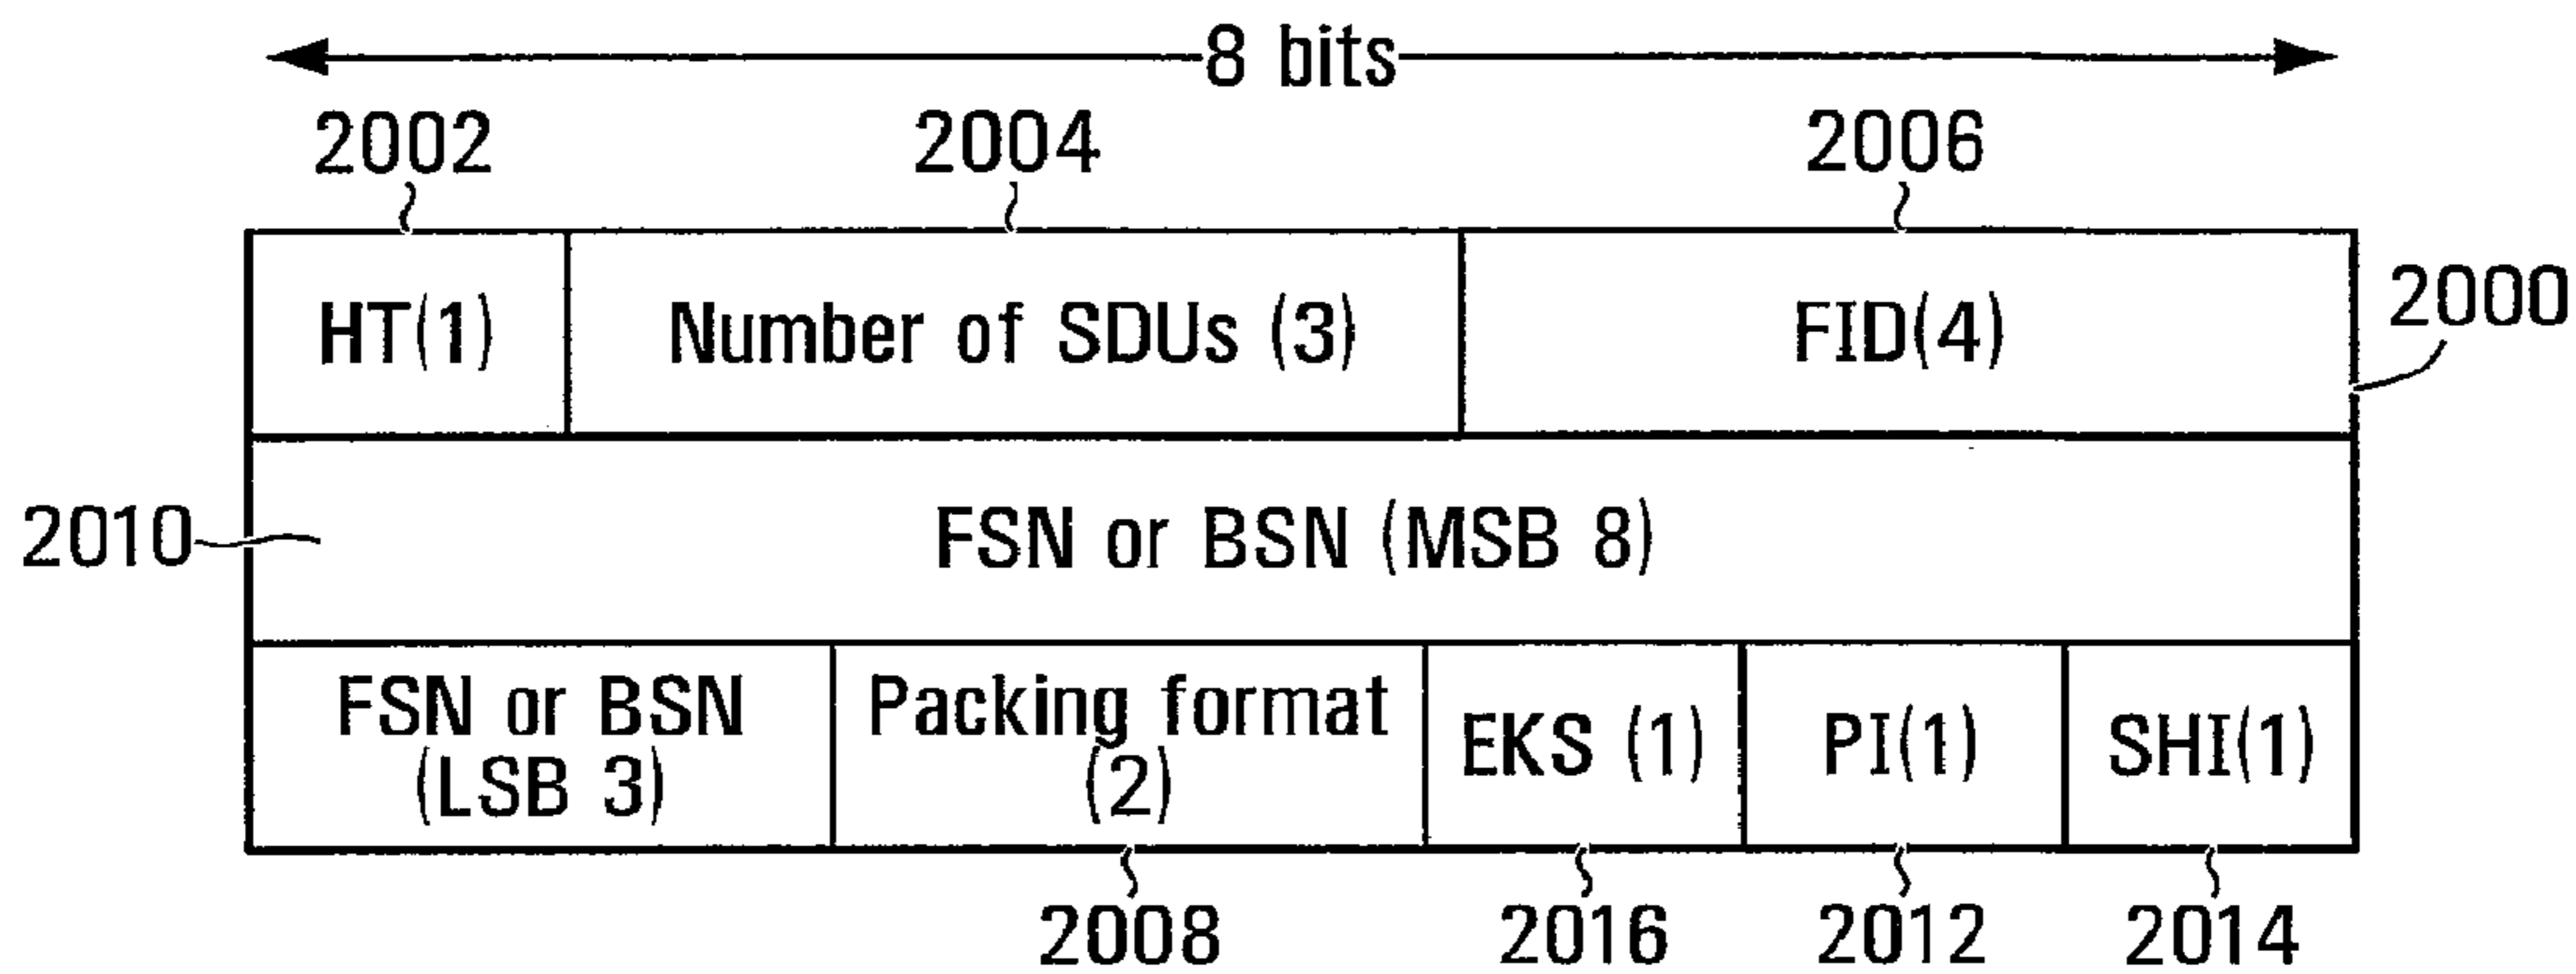 8 bits
2002 2004 2006
HT(1) Number of SDUs (3) FID(4)
2000
2010
FSN or BSN (MSB 8)
FSN or BSN
(LSB 3)
Packing format
(2)
EKS (1) PI(1) SHI(1)
2008 2016 2012 2014